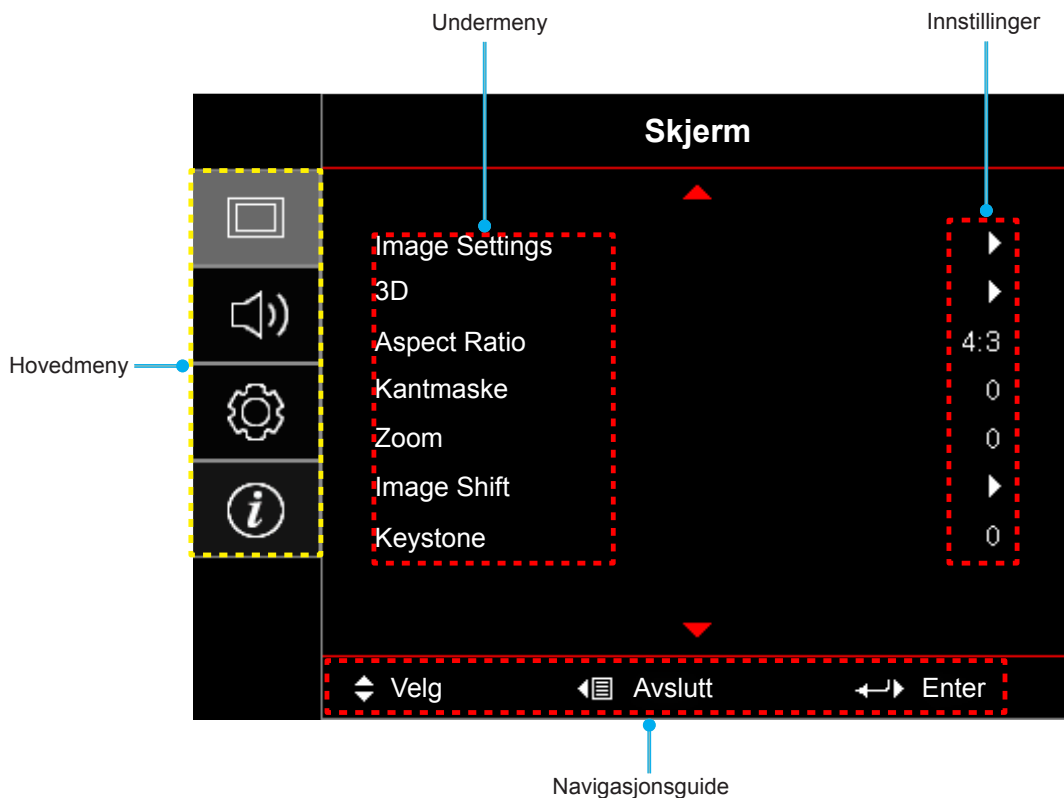 Undermeny
Innstillinger
Skjerm
Hovedmeny
Image Settings
3D
Aspect Ratio 4:3
Kantmaske 0
Zoom 0
Image Shift
Keystone 0
Velg Avslutt Enter
Navigasjonsguide